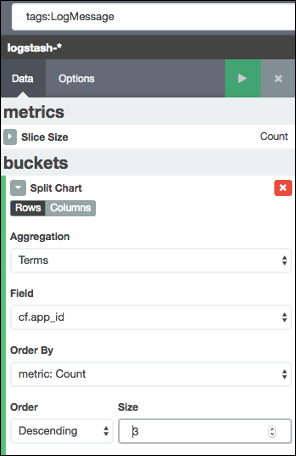 tags:LogMessage
logstash-*
Data Options
metrics
Slice Size Count
buckets
Split Chart
Rows Columns
Aggregation
Terms
Field
cf.app_id
Order By
metric: Count
Order Size
Descending 3